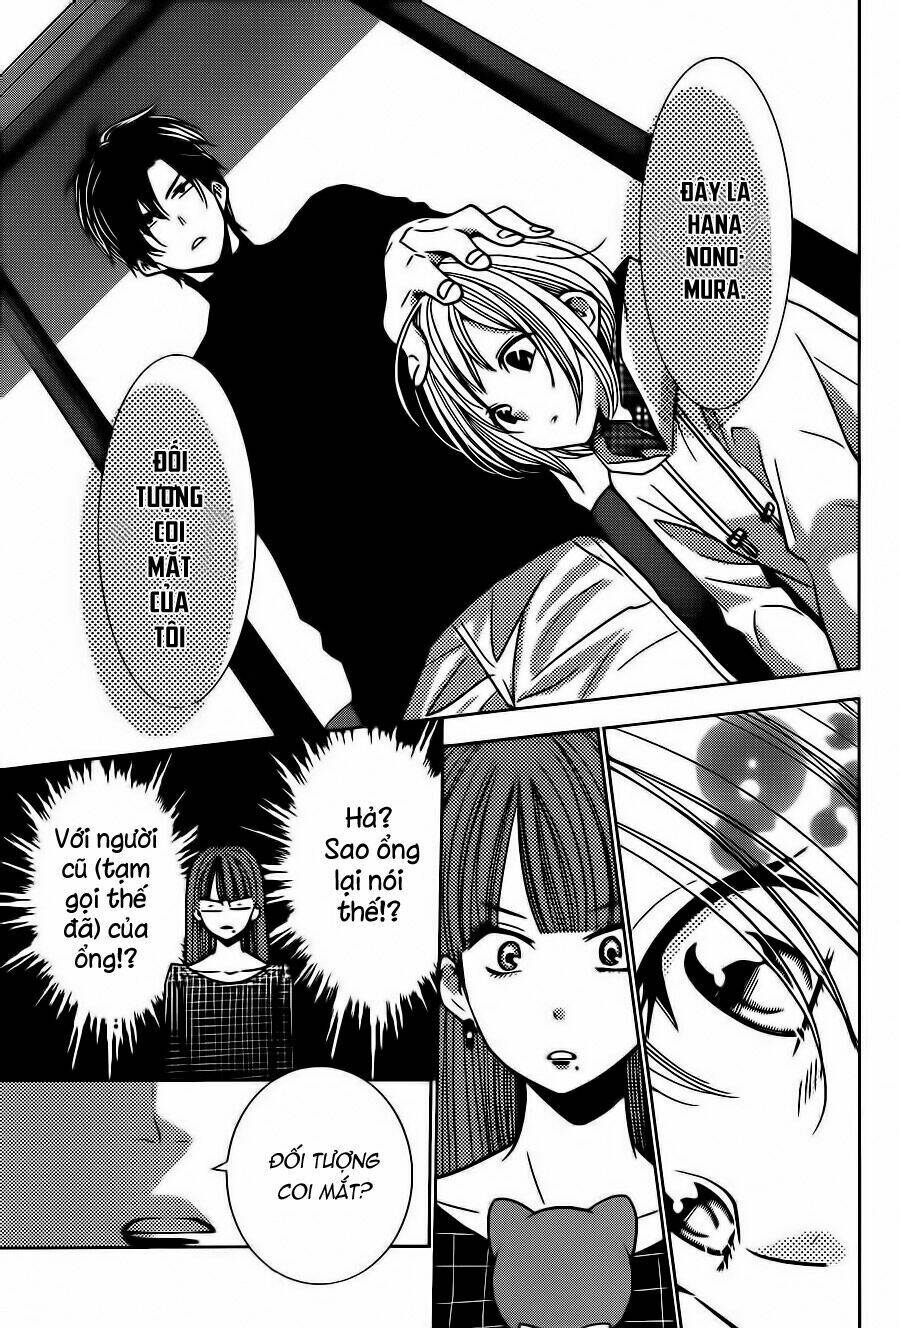 ĐÂY LÀ
HANA
NONO
MURA.
ĐỐI
TƯỢNG
COI
MẮT
CỦA
TÔI
Hả?
Sao ổng
lại nói
thế!?
Với người
cũ (tạm
gọi thế
đã) của
ổng!?
ĐỐI TƯỢNG
COI MẮT?